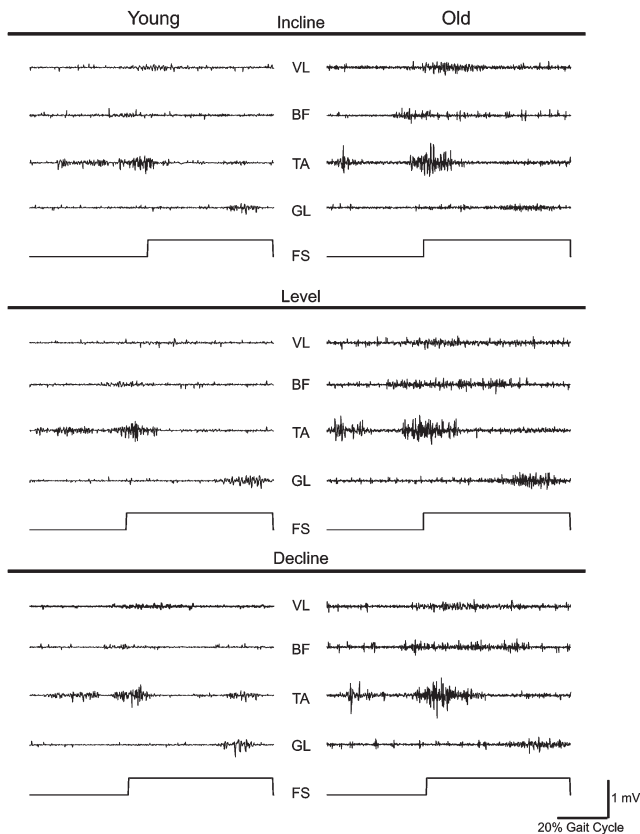 Young Incline Old
VL
BF
TA
GL
FS
Level
VL
BF
TA
GL
FS
Decline
VL
BF
TA
GL
FS
1 mV
20% Gait Cycle